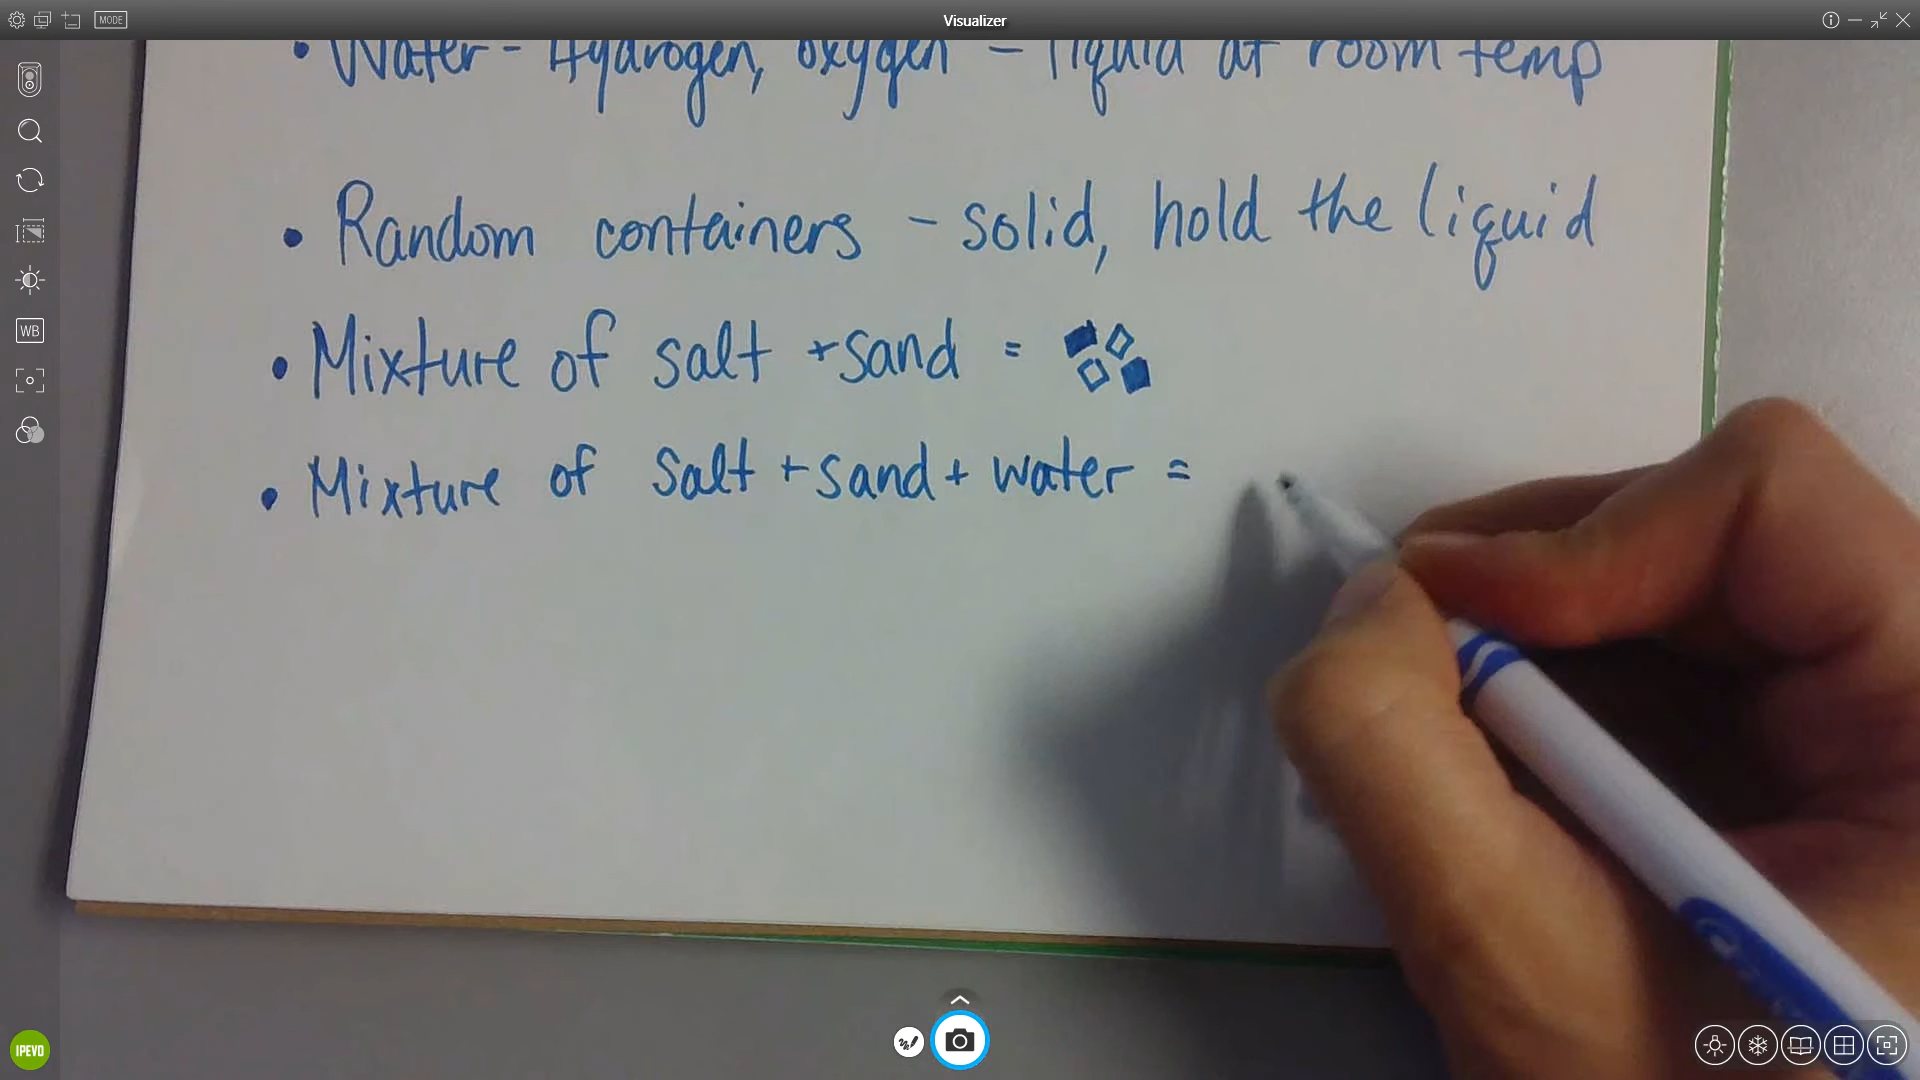 MODE
Visualizer
• Water - Hydrogen, oxygen - liquid at room temp
• Random containers - solid, hold the liquid
• Mixture of salt + sand =
• Mixture of salt + sand + water =
WB
IPEVO